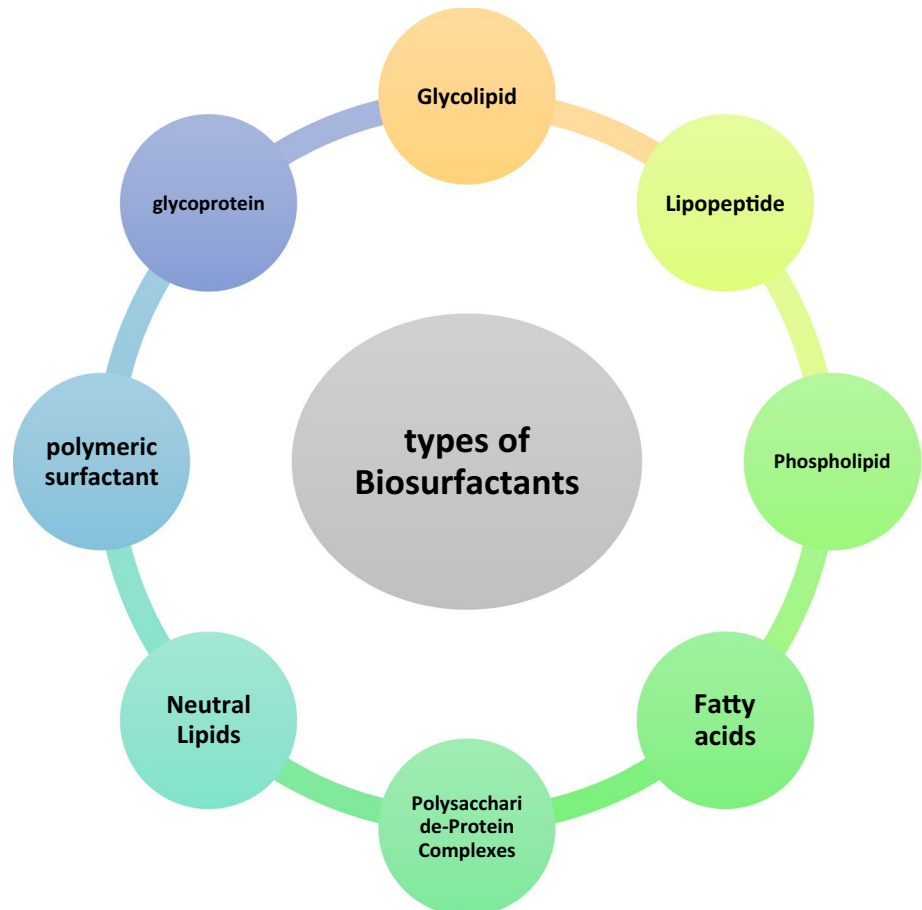 Glycolipid
Lipopeptide
Phospholipid
Fatty
acids
Polysacchari
de-Protein
Complexes
Neutral
Lipids
polymeric
surfactant
glycoprotein
types of
Biosurfactants